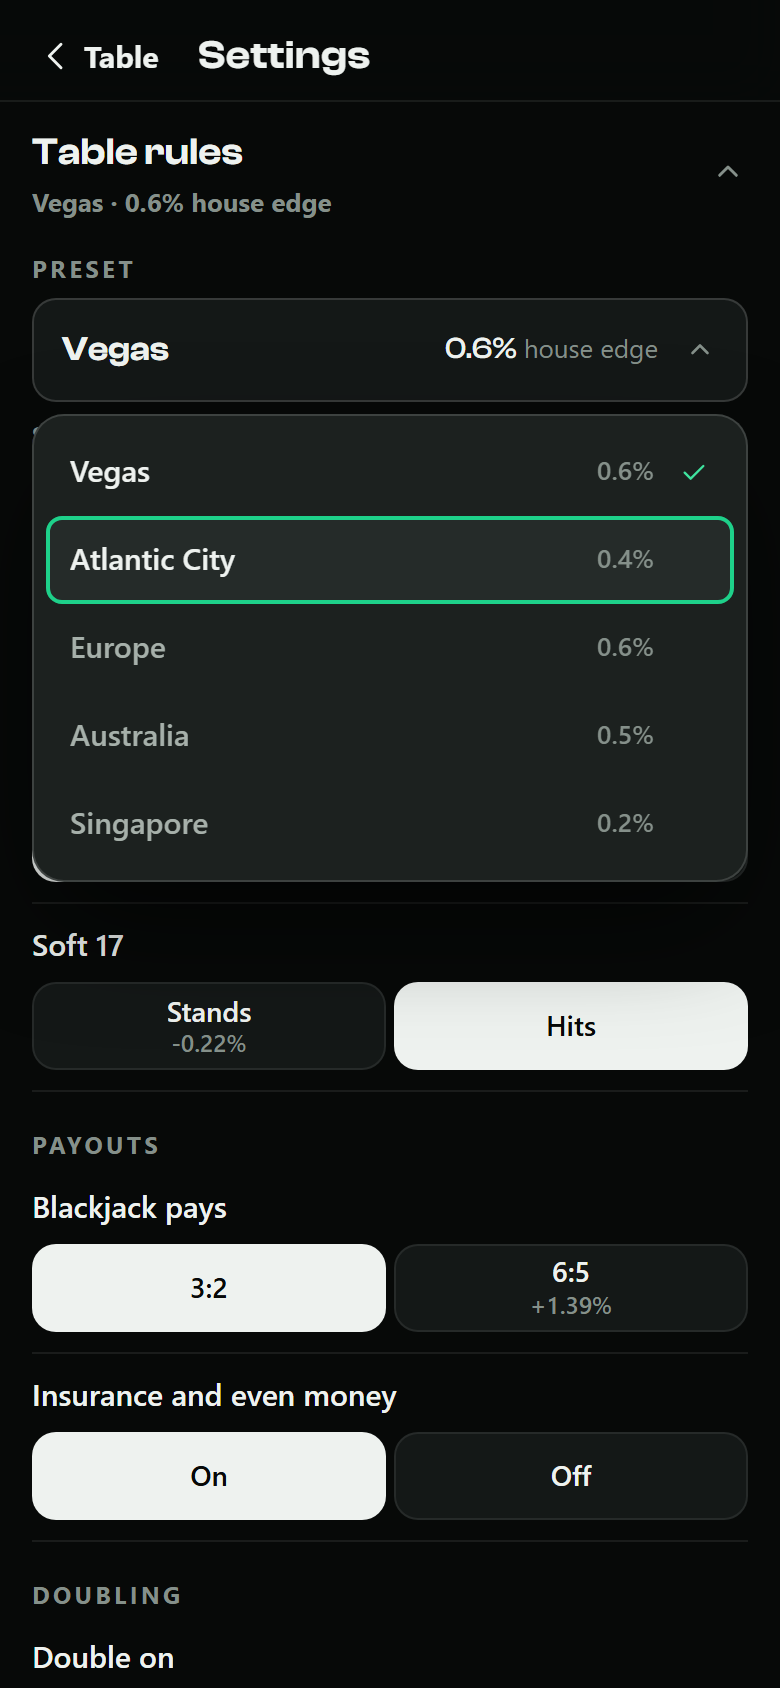 Table Settings
Table rules
Vegas · 0.6% house edge
PRESET
Vegas 0.6% house edge
Vegas 0.6%
Atlantic City 0.4%
Europe 0.6%
Australia 0.5%
Singapore 0.2%
Soft 17
Stands
-0.22%
Hits
PAYOUTS
Blackjack pays
3:2
6:5
+1.39%
Insurance and even money
On Off
DOUBLING
Double on